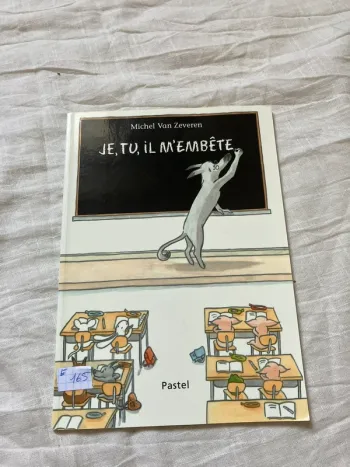 Michel Van Zeveren
JE, TU, iL M'EMBÊTE
E
165
Pastel